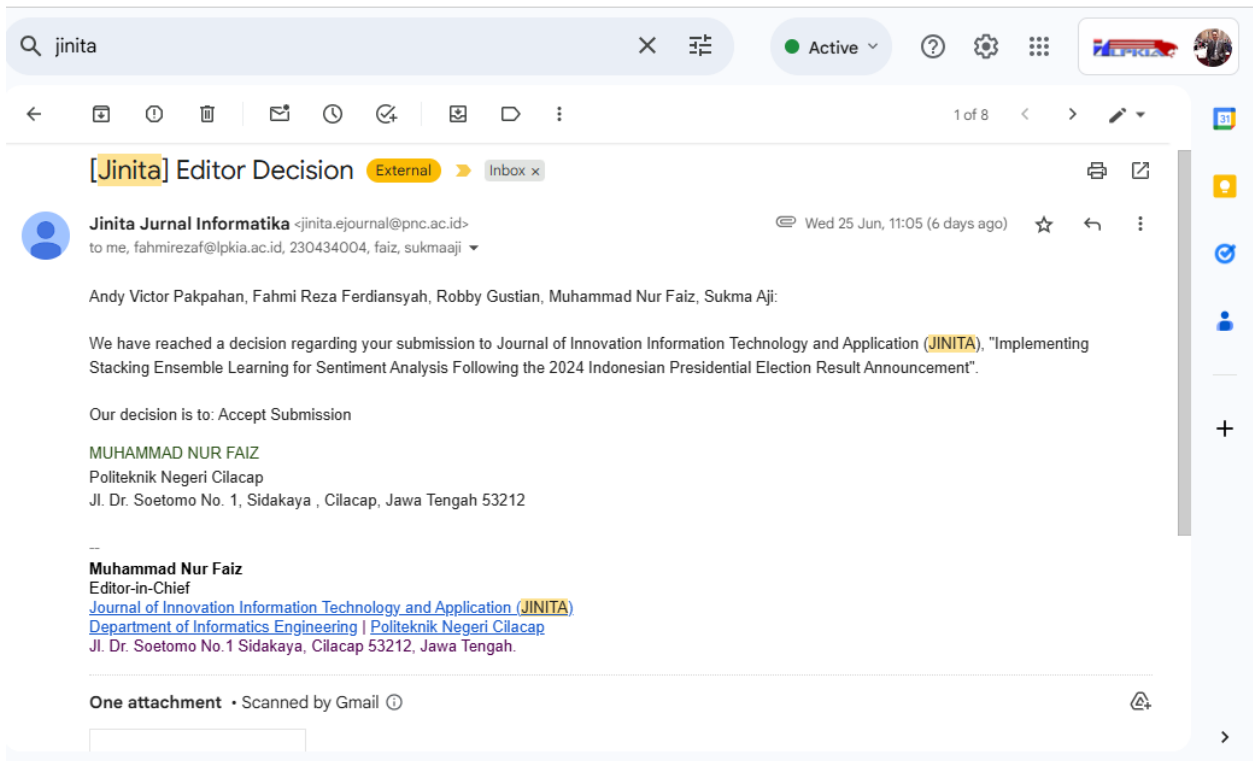 jinita
Active
1 of 8
31
[Jinita] Editor Decision External Inbox ×
Jinita Jurnal Informatika <jinita.ejournal@pnc.ac.id>
Wed 25 Jun, 11:05 (6 days ago)
to me, fahmirezaf@lpkia.ac.id, 230434004, faiz, sukmaaji
Andy Victor Pakpahan, Fahmi Reza Ferdiansyah, Robby Gustian, Muhammad Nur Faiz, Sukma Aji:
We have reached a decision regarding your submission to Journal of Innovation Information Technology and Application (JINITA), "Implementing
Stacking Ensemble Learning for Sentiment Analysis Following the 2024 Indonesian Presidential Election Result Announcement".
Our decision is to: Accept Submission
MUHAMMAD NUR FAIZ
Politeknik Negeri Cilacap
Jl. Dr. Soetomo No. 1, Sidakaya , Cilacap, Jawa Tengah 53212
--
Muhammad Nur Faiz
Editor-in-Chief
Journal of Innovation Information Technology and Application (JINITA)
Department of Informatics Engineering | Politeknik Negeri Cilacap
Jl. Dr. Soetomo No.1 Sidakaya, Cilacap 53212, Jawa Tengah.
One attachment • Scanned by Gmail